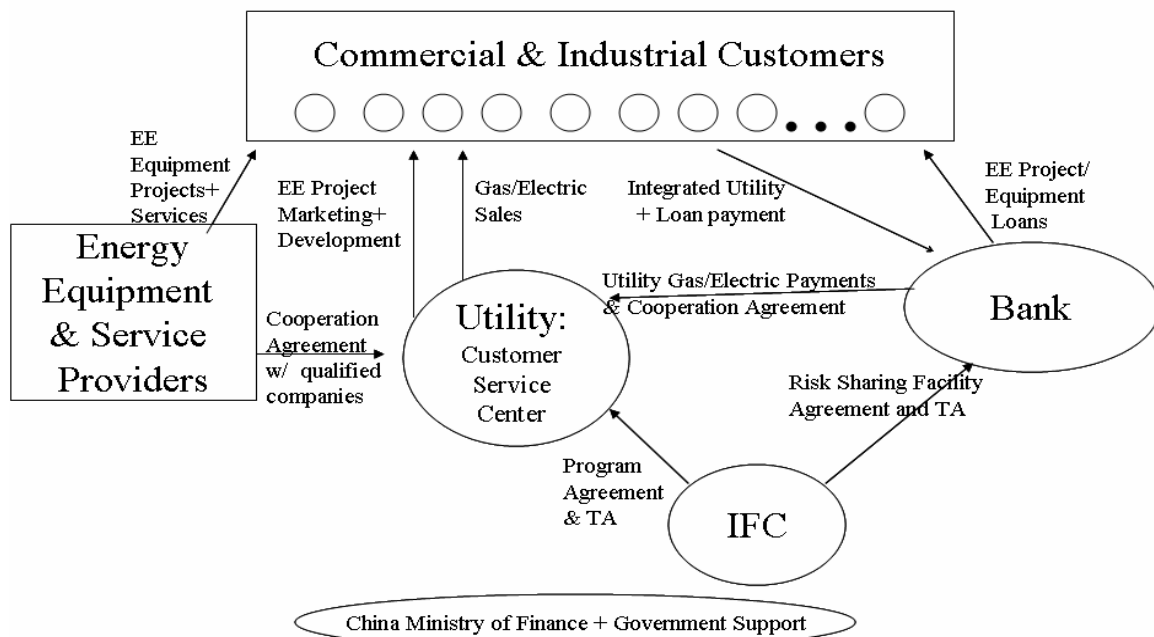 Commercial & Industrial Customers
EE
Equipment
Projects+
Services
EE Project
Marketing+
Development
Gas/Electric
Sales
Integrated Utility
+ Loan payment
EE Project/
Equipment
Loans
Energy
Equipment
& Service
Providers
Cooperation
Agreement
w/ qualified
companies
Utility:
Customer
Service
Center
Utility Gas/Electric Payments
& Cooperation Agreement
Bank
Risk Sharing Facility
Agreement and TA
Program
Agreement
& TA
IFC
China Ministry of Finance + Government Support